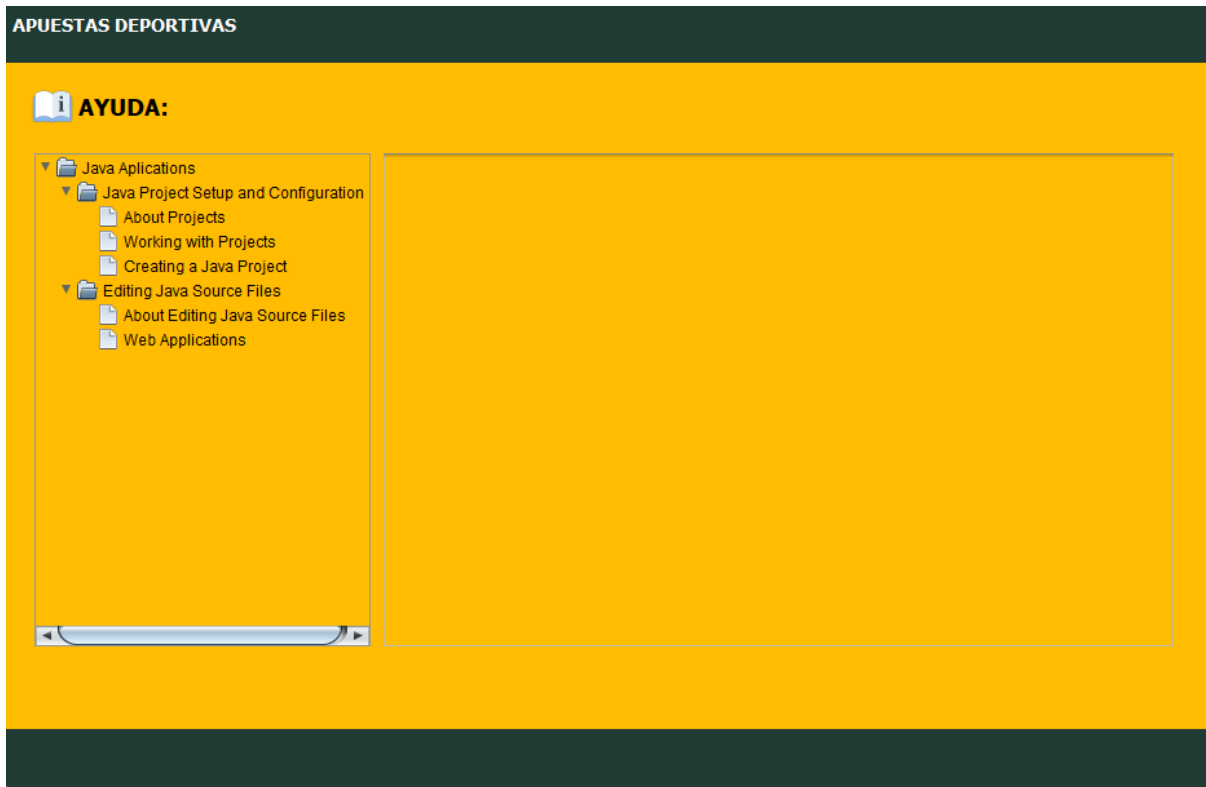 APUESTAS DEPORTIVAS
i AYUDA:
Java Aplications
Java Project Setup and Configuration
About Projects
Working with Projects
Creating a Java Project
Editing Java Source Files
About Editing Java Source Files
Web Applications